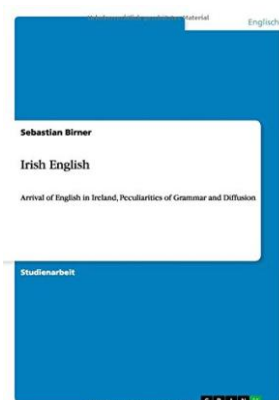 Englisch
Sebastian Birner
Irish English
Arrival of English in Ireland, Peculiarities of Grammar and Diffusion
Studienarbeit
G R I N